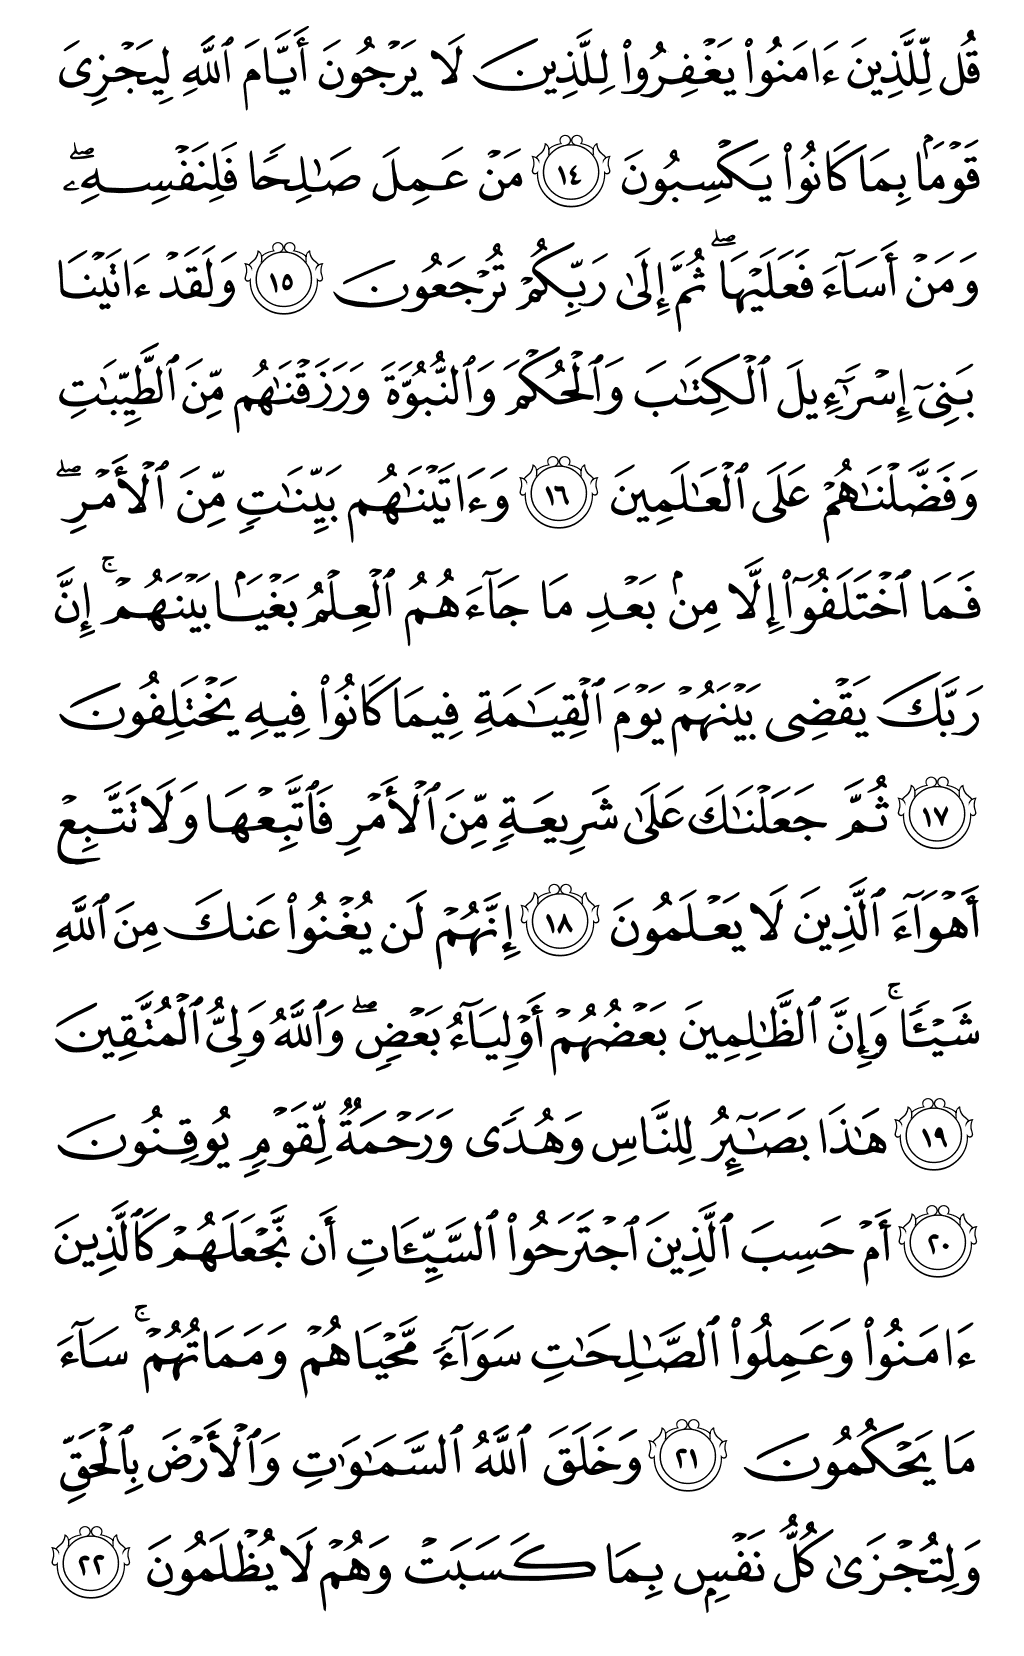 قُل لِّلَّذِينَ ءَامَنُوا۟ يَغْفِرُوا۟ لِلَّذِينَ لَا يَرْجُونَ أَيَّامَ ٱللَّهِ لِيَجْزِىَ
قَوْمًۢا بِمَا كَانُوا۟ يَكْسِبُونَ ١٤ مَنْ عَمِلَ صَـٰلِحًا فَلِنَفْسِهِۦ ۖ
وَمَنْ أَسَآءَ فَعَلَيْهَا ۖ ثُمَّ إِلَىٰ رَبِّكُمْ تُرْجَعُونَ ١٥ وَلَقَدْ ءَاتَيْنَا
بَنِىٓ إِسْرَٰٓءِيلَ ٱلْكِتَـٰبَ وَٱلْحُكْمَ وَٱلنُّبُوَّةَ وَرَزَقْنَـٰهُم مِّنَ ٱلطَّيِّبَـٰتِ
وَفَضَّلْنَـٰهُمْ عَلَى ٱلْعَـٰلَمِينَ ١٦ وَءَاتَيْنَـٰهُم بَيِّنَـٰتٍ مِّنَ ٱلْأَمْرِ ۖ
فَمَا ٱخْتَلَفُوٓا۟ إِلَّا مِنۢ بَعْدِ مَا جَآءَهُمُ ٱلْعِلْمُ بَغْيًۢا بَيْنَهُمْ ۚ إِنَّ
رَبَّكَ يَقْضِى بَيْنَهُمْ يَوْمَ ٱلْقِيَـٰمَةِ فِيمَا كَانُوا۟ فِيهِ يَخْتَلِفُونَ
١٧ ثُمَّ جَعَلْنَـٰكَ عَلَىٰ شَرِيعَةٍ مِّنَ ٱلْأَمْرِ فَٱتَّبِعْهَا وَلَا تَتَّبِعْ
أَهْوَآءَ ٱلَّذِينَ لَا يَعْلَمُونَ ١٨ إِنَّهُمْ لَن يُغْنُوا۟ عَنكَ مِنَ ٱللَّهِ
شَيْـًٔا ۚ وَإِنَّ ٱلظَّـٰلِمِينَ بَعْضُهُمْ أَوْلِيَآءُ بَعْضٍ ۖ وَٱللَّهُ وَلِىُّ ٱلْمُتَّقِينَ
١٩ هَـٰذَا بَصَـٰٓئِرُ لِلنَّاسِ وَهُدًى وَرَحْمَةٌ لِّقَوْمٍ يُوقِنُونَ
٢٠ أَمْ حَسِبَ ٱلَّذِينَ ٱجْتَرَحُوا۟ ٱلسَّيِّـَٔاتِ أَن نَّجْعَلَهُمْ كَٱلَّذِينَ
ءَامَنُوا۟ وَعَمِلُوا۟ ٱلصَّـٰلِحَـٰتِ سَوَآءً مَّحْيَاهُمْ وَمَمَاتُهُمْ ۚ سَآءَ
مَا يَحْكُمُونَ ٢١ وَخَلَقَ ٱللَّهُ ٱلسَّمَـٰوَٰتِ وَٱلْأَرْضَ بِٱلْحَقِّ
وَلِتُجْزَىٰ كُلُّ نَفْسٍۭ بِمَا كَسَبَتْ وَهُمْ لَا يُظْلَمُونَ ٢٢